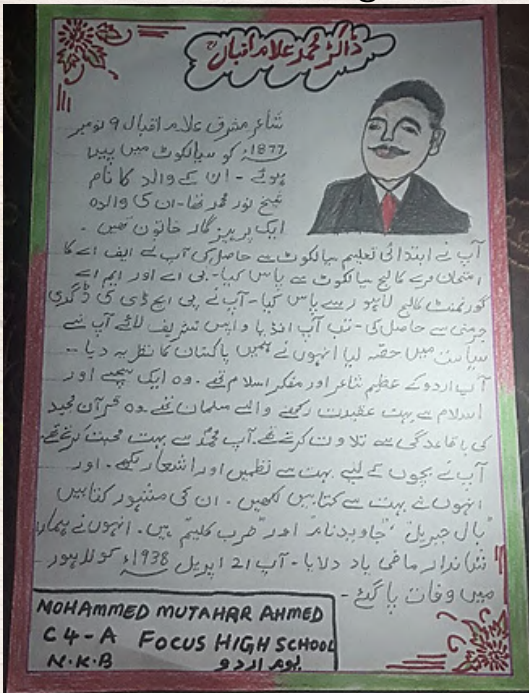 ڈاکٹر محمد علامہ اقبالؒ
شاعر مشرق علامہ اقبال ۹ نومبر
1877ء کو سیالکوٹ میں پیدا
ہوئے - ان کے والد کا نام
شیخ نور محمد تھا - ان کی والدہ
ایک پرہیز گار خاتون تھیں -
آپ نے ابتدائی تعلیم سیالکوٹ سے حاصل کی آپ نے ایف اے کا
امتحان مرے کالج سیالکوٹ سے پاس کیا - بی اے اور ایم اے
گورنمنٹ کالج لاہور سے پاس کیا - آپ نے پی ایچ ڈی کی ڈگری
جرمنی سے حاصل کی - تب آپ انڈیا واپس تشریف لائے آپ نے
سیاست میں حصہ لیا انہوں نے ہمیں پاکستان کا نظریہ دیا --
آپ اردو کے عظیم شاعر اور مفکر اسلام تھے . وہ ایک سچے اور
اسلام سے بہت عقیدت رکھنے والے مسلمان تھے وہ قرآن مجید
کی باقاعدگی سے تلاوت کرتے تھے . آپ محمدؐ سے بہت محبت کرتے تھے .
آپ نے بچوں کے لیے بہت سے نظمیں اور اشعار لکھے . اور
انہوں نے بہت سے کتابیں لکھیں . ان کی مشہور کتابیں
"بال جبریل" "جاوید نامہ اور "ضرب کلیم" ہیں . انہوں نے ہمارا
شاندار ماضی یاد دلایا - آپ 21 اپریل 1938ء کو لاہور
میں وفات پا گئے -
MOHAMMED MUTAHAR AHMED
C 4 - A FOCUS HIGH SCHOOL
N.K.B یوم اردو